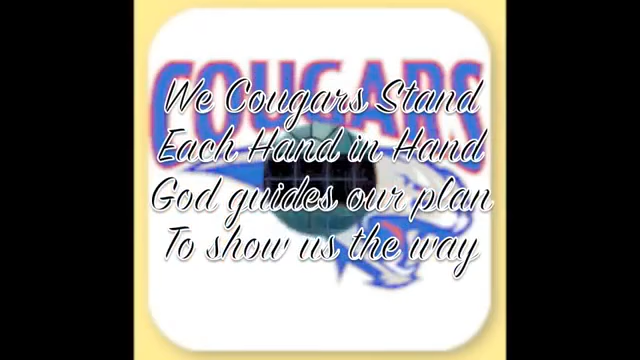 COUGARS
We Cougars Stand
Each Hand in Hand
God guides our plan
To show us the way